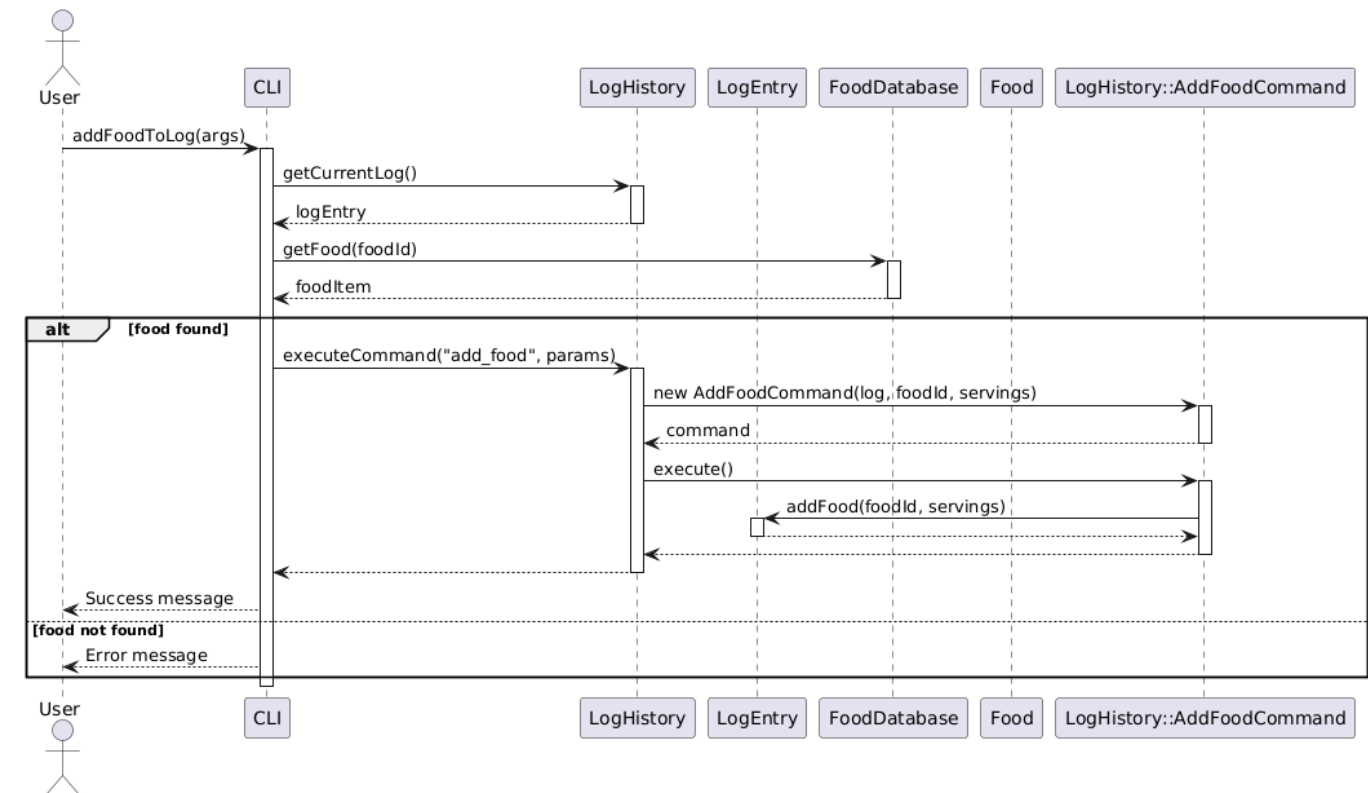 User
CLI
LogHistory
LogEntry
FoodDatabase
Food
LogHistory::AddFoodCommand
addFoodToLog(args)
getCurrentLog()
logEntry
getFood(foodId)
foodItem
alt
[food found]
executeCommand("add_food", params)
new AddFoodCommand(log, foodId, servings)
command
execute()
addFood(foodId, servings)
Success message
[food not found]
Error message
User
CLI
LogHistory
LogEntry
FoodDatabase
Food
LogHistory::AddFoodCommand